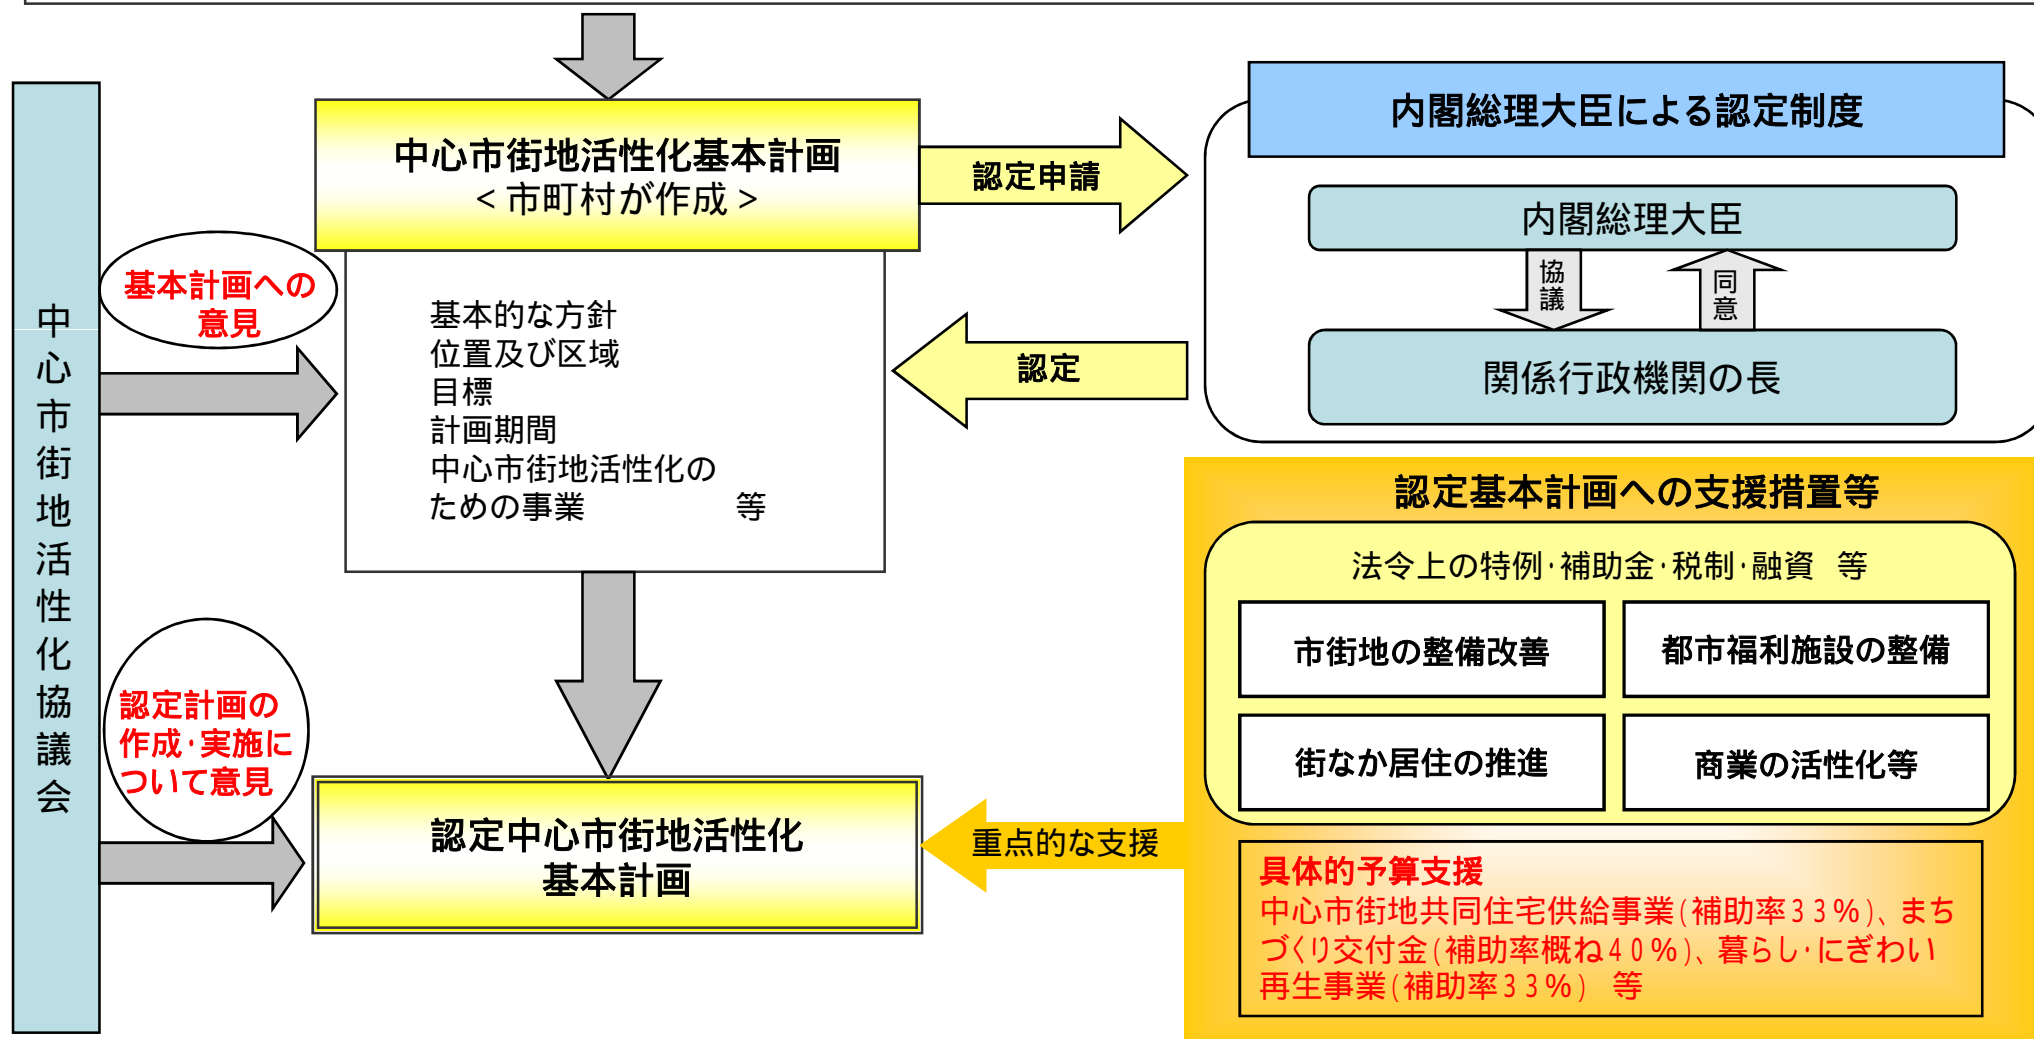 中心市街地活性化協議会
中心市街地活性化基本計画
<市町村が作成>
基本計画への
意見
基本的な方針
位置及び区域
目標
計画期間
中心市街地活性化の
ための事業 等
認定申請
認定
内閣総理大臣による認定制度
内閣総理大臣
協議
同意
関係行政機関の長
認定計画の
作成・実施に
ついて意見
認定中心市街地活性化
基本計画
重点的な支援
認定基本計画への支援措置等
法令上の特例・補助金・税制・融資 等
市街地の整備改善
都市福利施設の整備
街なか居住の推進
商業の活性化等
具体的予算支援
中心市街地共同住宅供給事業(補助率33%)、まち
づくり交付金(補助率概ね40%)、暮らし・にぎわい
再生事業(補助率33%) 等